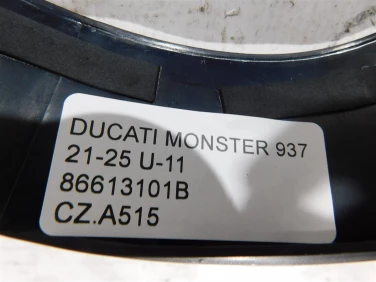 DUCATI MONSTER 937
21-25 U-11
86613101B
CZ.A515